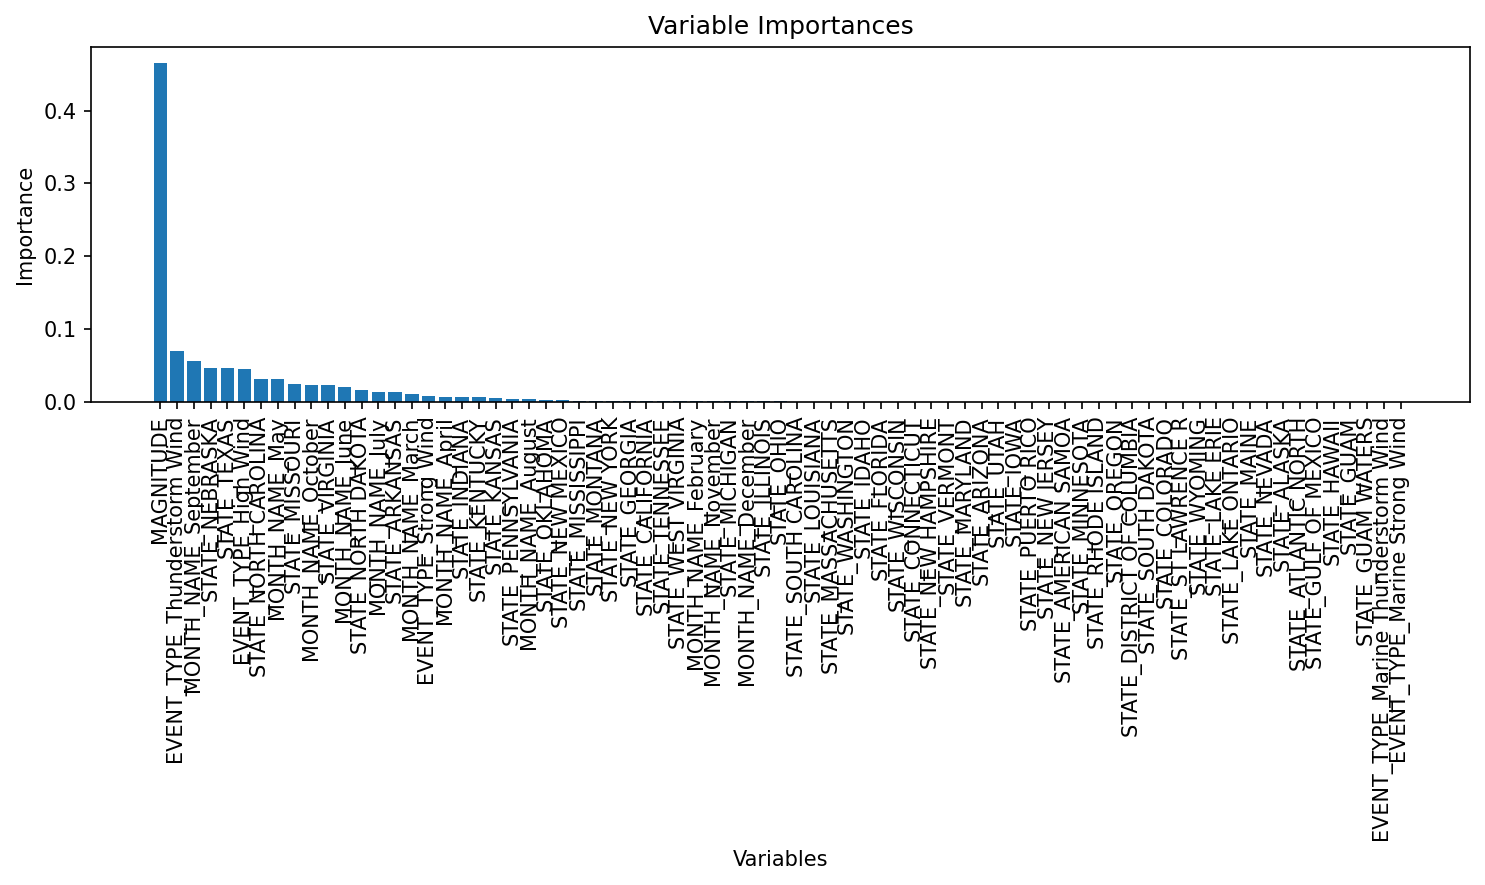 Variable Importances
Importance
0.4
0.3
0.2
0.1
0.0
MAGNITUDE
EVENT_TYPE_Thunderstorm Wind
MONTH_NAME_September
STATE_NEBRASKA
STATE_TEXAS
EVENT_TYPE_High Wind
STATE_NORTH CAROLINA
MONTH_NAME_May
STATE_MISSOURI
MONTH_NAME_October
STATE_VIRGINIA
MONTH_NAME_June
STATE_NORTH DAKOTA
MONTH_NAME_July
STATE_ARKANSAS
MONTH_NAME_March
EVENT_TYPE_Strong Wind
MONTH_NAME_April
STATE_INDIANA
STATE_KENTUCKY
STATE_KANSAS
STATE_PENNSYLVANIA
MONTH_NAME_August
STATE_OKLAHOMA
STATE_NEW MEXICO
STATE_MISSISSIPPI
STATE_MONTANA
STATE_NEW YORK
STATE_GEORGIA
STATE_CALIFORNIA
STATE_TENNESSEE
STATE_WEST VIRGINIA
MONTH_NAME_February
MONTH_NAME_November
STATE_MICHIGAN
MONTH_NAME_December
STATE_ILLINOIS
STATE_OHIO
STATE_SOUTH CAROLINA
STATE_LOUISIANA
STATE_MASSACHUSETTS
STATE_WASHINGTON
STATE_IDAHO
STATE_FLORIDA
STATE_WISCONSIN
STATE_CONNECTICUT
STATE_NEW HAMPSHIRE
STATE_VERMONT
STATE_MARYLAND
STATE_ARIZONA
STATE_UTAH
STATE_IOWA
STATE_PUERTO RICO
STATE_NEW JERSEY
STATE_AMERICAN SAMOA
STATE_MINNESOTA
STATE_RHODE ISLAND
STATE_OREGON
STATE_DISTRICT OF COLUMBIA
STATE_SOUTH DAKOTA
STATE_COLORADO
STATE_ST LAWRENCE R
STATE_WYOMING
STATE_LAKE ERIE
STATE_LAKE ONTARIO
STATE_MAINE
STATE_NEVADA
STATE_ALASKA
STATE_ATLANTIC NORTH
STATE_GULF OF MEXICO
STATE_HAWAII
STATE_GUAM
STATE_GUAM WATERS
EVENT_TYPE_Marine Thunderstorm Wind
EVENT_TYPE_Marine Strong Wind
Variables